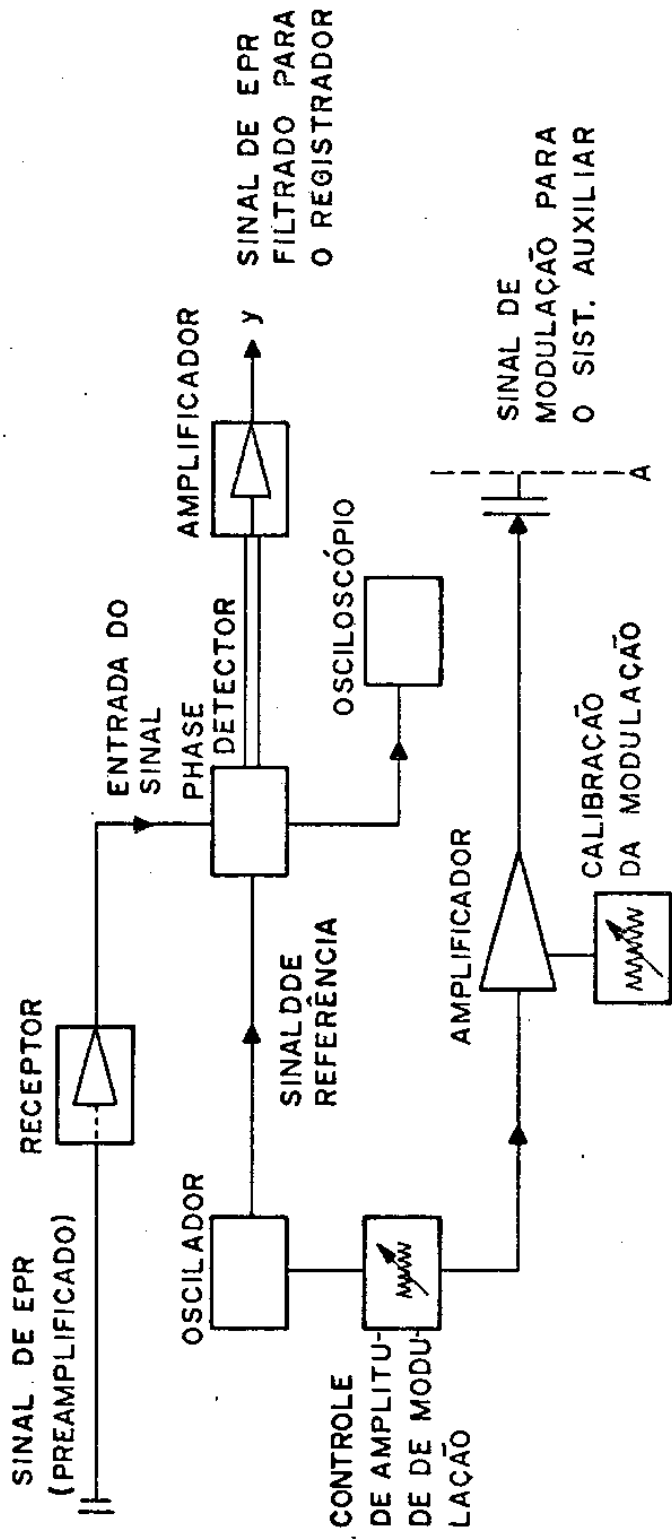 SINAL DE EPR
(PREAMPLIFICADO)
RECEPTOR
ENTRADA DO
SINAL
PHASE
DETECTOR
AMPLIFICADOR
y
SINAL DE EPR
FILTRADO PARA
O REGISTRADOR
OSCILADOR
SINALDDE
REFERÊNCIA
OSCILOSCÓPIO
CONTROLE
DE AMPLITU-
DE DE MODU-
LAÇÃO
AMPLIFICADOR
CALIBRAÇÃO
DA MODULAÇÃO
SINAL DE
MODULAÇÃO PARA
O SIST. AUXILIAR
A